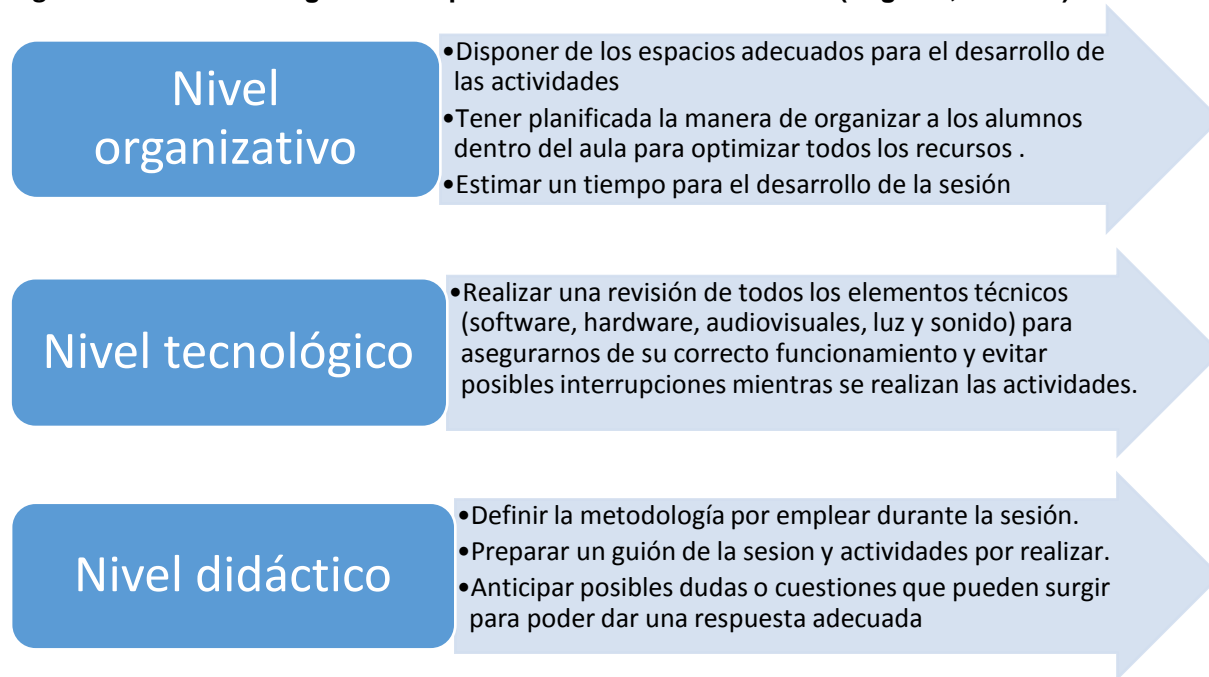 Nivel
organizativo
•Disponer de los espacios adecuados para el desarrollo de
las actividades
•Tener planificada la manera de organizar a los alumnos
dentro del aula para optimizar todos los recursos .
•Estimar un tiempo para el desarrollo de la sesión
Nivel tecnológico
•Realizar una revisión de todos los elementos técnicos
(software, hardware, audiovisuales, luz y sonido) para
asegurarnos de su correcto funcionamiento y evitar
posibles interrupciones mientras se realizan las actividades.
Nivel didáctico
•Definir la metodología por emplear durante la sesión.
•Preparar un guión de la sesion y actividades por realizar.
•Anticipar posibles dudas o cuestiones que pueden surgir
para poder dar una respuesta adecuada